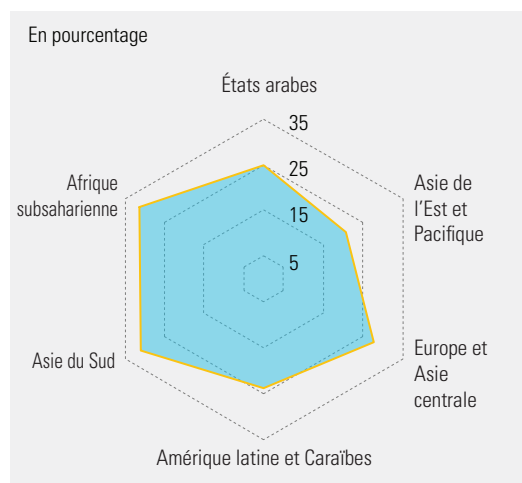 En pourcentage
États arabes
35
25
15
5
Asie de
l'Est et
Pacifique
Europe et
Asie
centrale
Amérique latine et Caraïbes
Asie du Sud
Afrique
subsaharienne